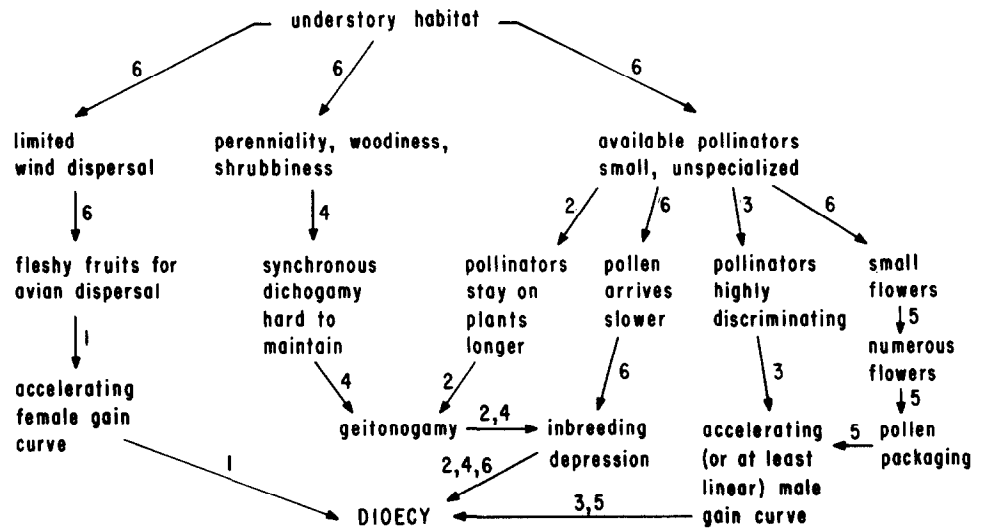 understory habitat
6
6
6
limited
wind dispersal
perenniality, woodiness,
shrubbiness
available pollinators
small, unspecialized
6
4
2
6
3
6
fleshy fruits for
avian dispersal
synchronous
dichogamy
hard to
maintain
pollinators
stay on
plants
longer
pollen
arrives
slower
pollinators
highly
discriminating
small
flowers
5
numerous
flowers
1
4
2
6
3
5
accelerating
female gain
curve
geitonogamy
2,4
inbreeding
depression
accelerating
(or at least
linear) male
gain curve
5
pollen
packaging
1
2,4,6
3,5
DIOECY